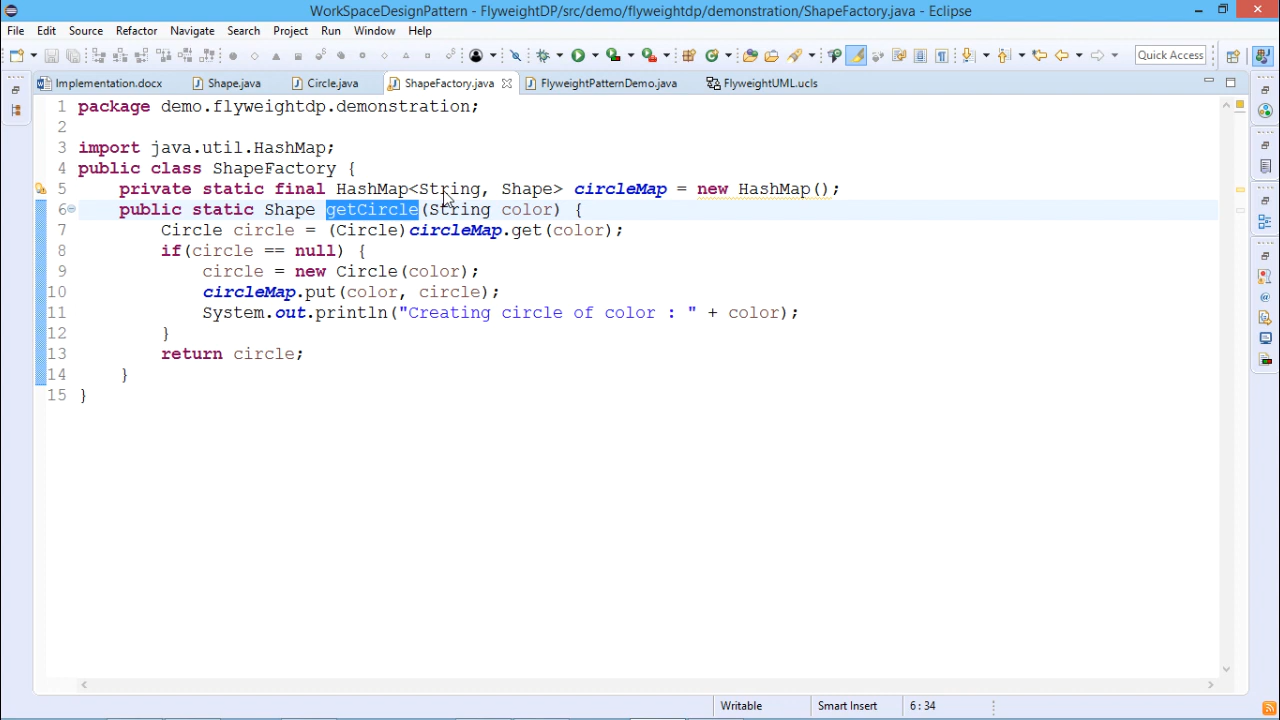 WorkSpaceDesignPattern - FlyweightDP/src/demo/flyweightdp/demonstration/ShapeFactory.java - Eclipse
File Edit Source Refactor Navigate Search Project Run Window Help
Quick Access
Implementation.docx Shape.java Circle.java ShapeFactory.java FlyweightPatternDemo.java FlyweightUML.ucls
1 package demo.flyweightdp.demonstration;
2
3 import java.util.HashMap;
4 public class ShapeFactory {
5 private static final HashMap<String, Shape> circleMap = new HashMap();
6 public static Shape getCircle(String color) {
7 Circle circle = (Circle)circleMap.get(color);
8 if(circle == null) {
9 circle = new Circle(color);
10 circleMap.put(color, circle);
11 System.out.println("Creating circle of color : " + color);
12 }
13 return circle;
14 }
15 }
Writable Smart Insert 6 : 34